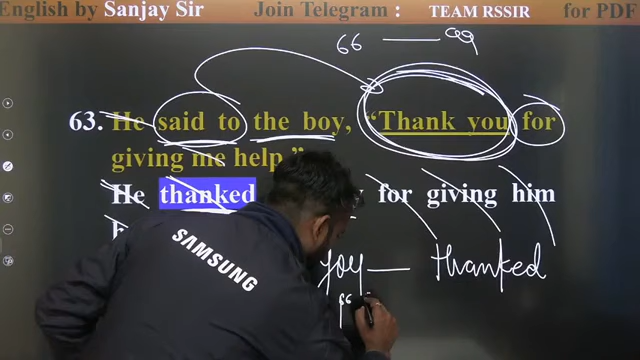 English by Sanjay Sir Join Telegram : TEAM RSSIR for PDF
66
63. He said to the boy, “Thank you for
giving me help.”
He thanked for giving him
SAMSUNG
thanked